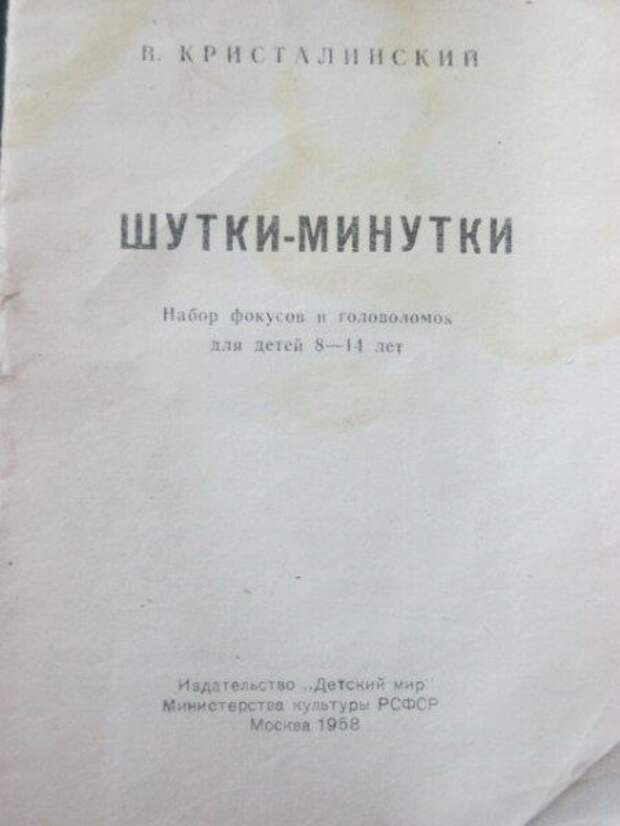 В. КРИСТАЛИНСКИЙ
ШУТКИ-МИНУТКИ
Набор фокусов и головоломок
для детей 8—14 лет
Издательство „Детский мир
Министерства культуры РСФСР
Москва 1958